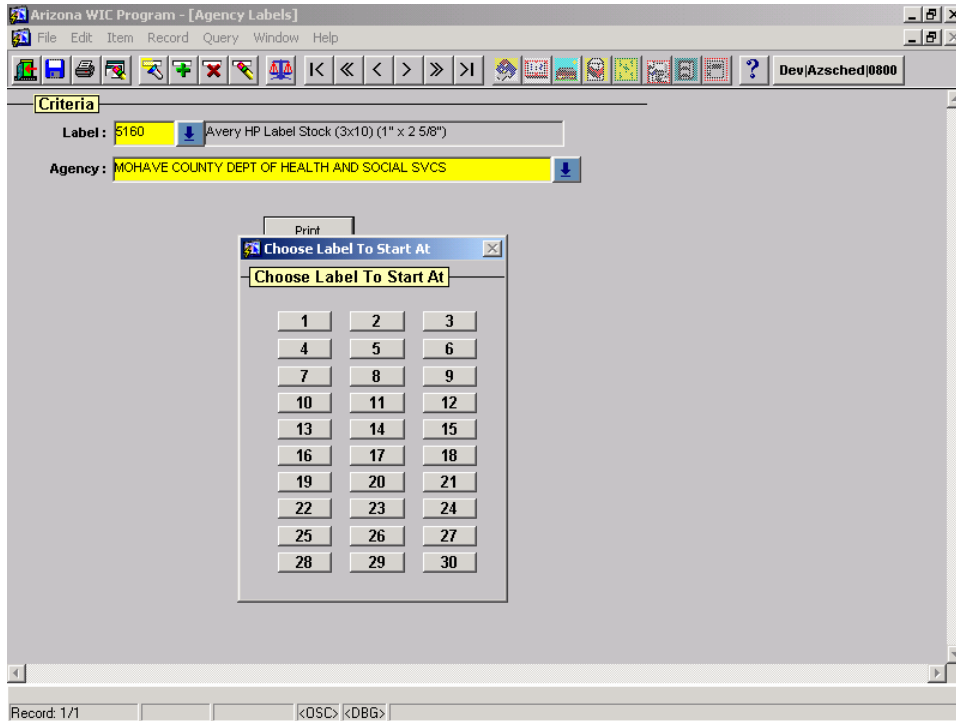 Arizona WIC Program - [Agency Labels]
File Edit Item Record Query Window Help
? Dev|Azsched|0800
Criteria
Label: 5160 Avery HP Label Stock (3x10) (1" x 2 5/8")
Agency: MOHAVE COUNTY DEPT OF HEALTH AND SOCIAL SVCS
Print
Choose Label To Start At
Choose Label To Start At
1 2 3
4 5 6
7 8 9
10 11 12
13 14 15
16 17 18
19 20 21
22 23 24
25 26 27
28 29 30
Record: 1/1 <OSC> <DBG>